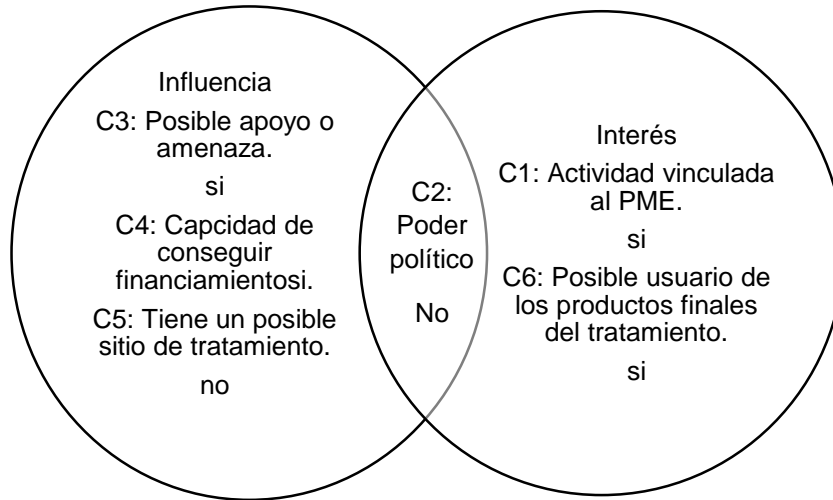 Influencia
C3: Posible apoyo o
amenaza.
si
C4: Capcidad de
conseguir
financiamientosi.
C5: Tiene un posible
sitio de tratamiento.
no
C2:
Poder
político
No
Interés
C1: Actividad vinculada
al PME.
si
C6: Posible usuario de
los productos finales
del tratamiento.
si